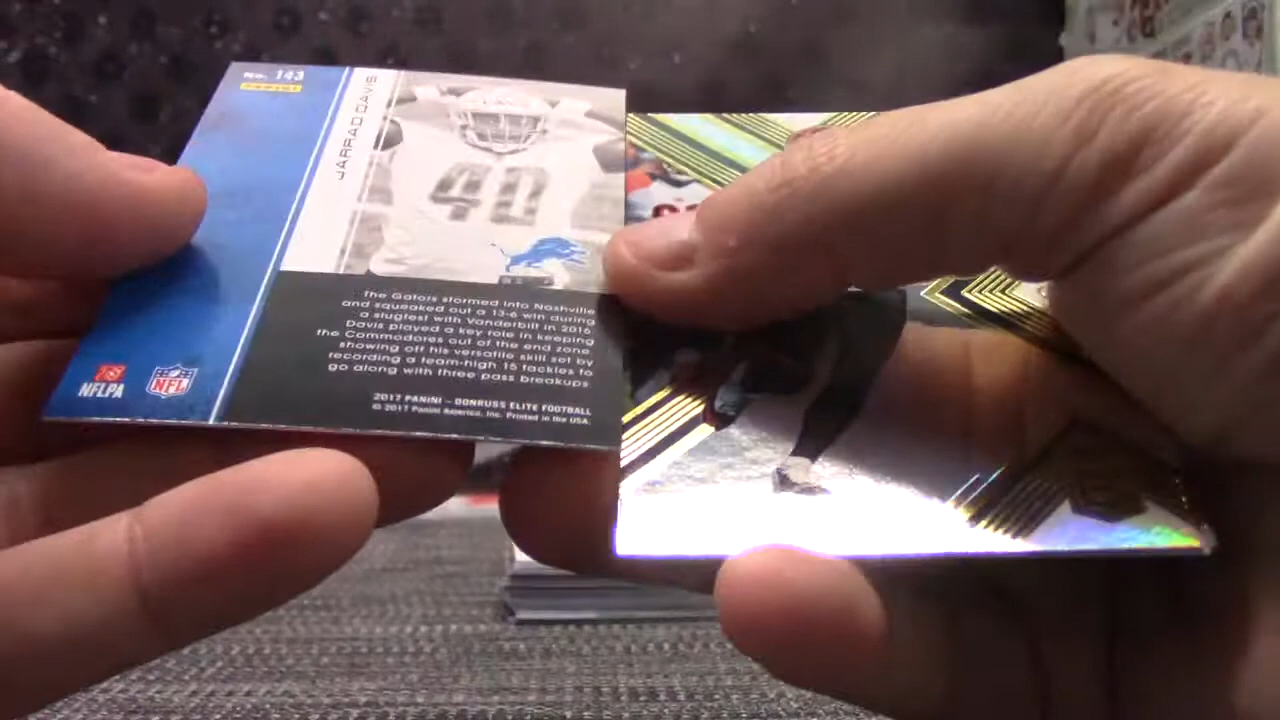 No. 143
PANINI
JARRAD DAVIS
40
The Gators stormed into Nashville
and squeaked out a 13-6 win during
a slugfest with Vanderbilt in 2016.
Davis played a key role in keeping
the Commodores out of the end zone,
showing off his versatile skill set by
recording a team-high 15 tackles to
go along with three pass breakups.
2017 PANINI – DONRUSS ELITE FOOTBALL
© 2017 Panini America, Inc. Printed in the USA.
NFLPA
NFL